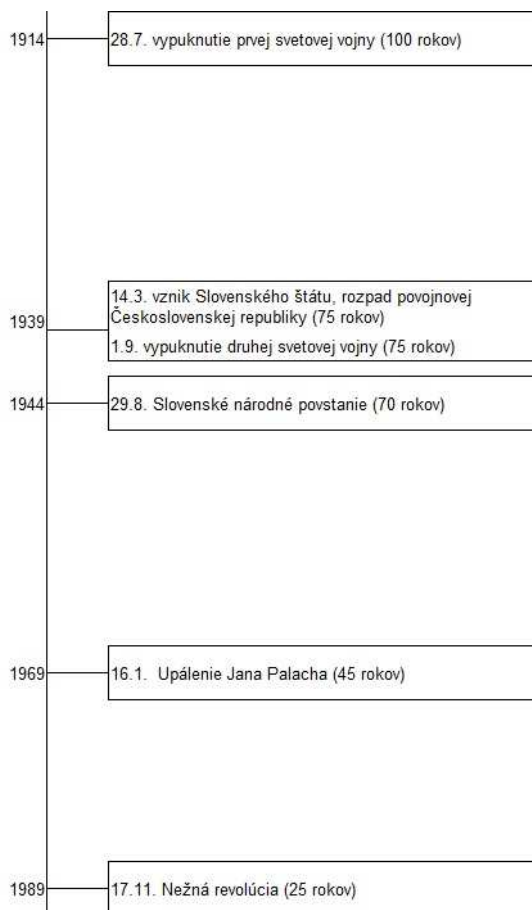 1914
28.7. vypuknutie prvej svetovej vojny (100 rokov)
1939
14.3. vznik Slovenského štátu, rozpad povojnovej
Československej republiky (75 rokov)
1.9. vypuknutie druhej svetovej vojny (75 rokov)
1944
29.8. Slovenské národné povstanie (70 rokov)
1969
16.1. Upálenie Jana Palacha (45 rokov)
1989
17.11. Nežná revolúcia (25 rokov)